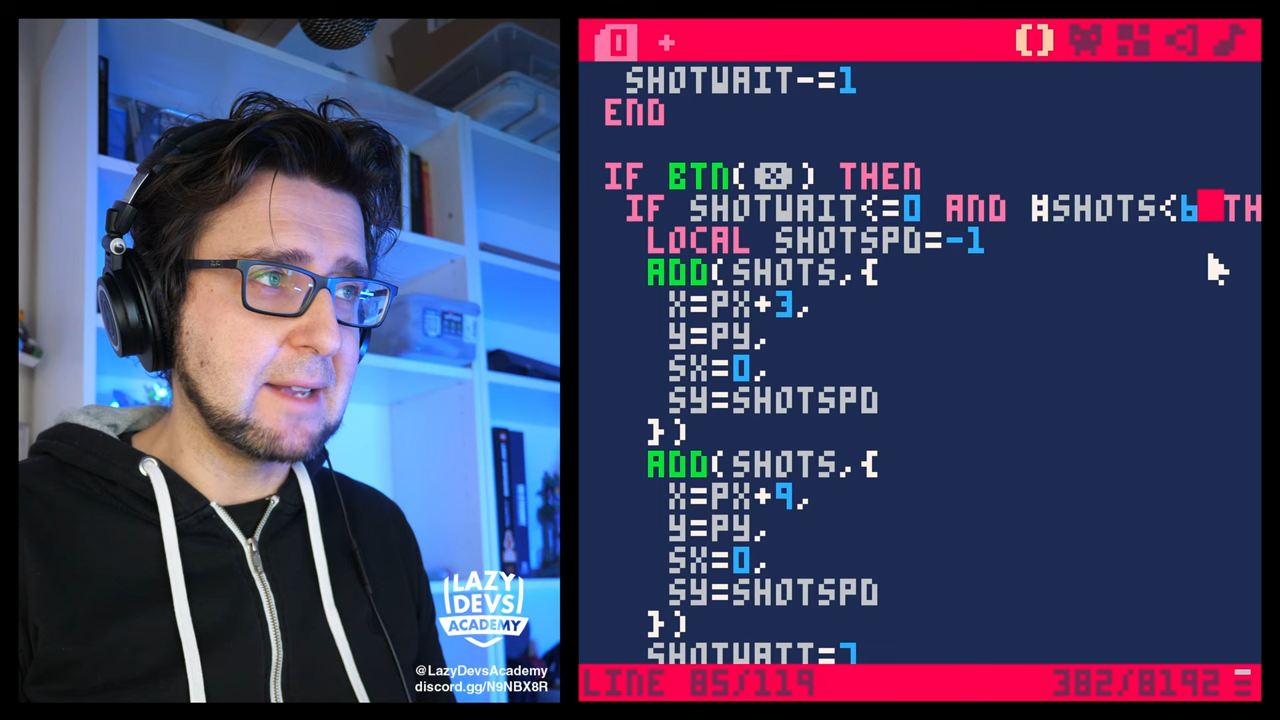 SHOTWAIT-=1
END
IF BTN(❎) THEN
IF SHOTWAIT<=0 AND #SHOTS<6 TH
LOCAL SHOTSPD=-1
ADD(SHOTS,{
X=PX+3,
Y=PY,
SX=0,
SY=SHOTSPD
})
ADD(SHOTS,{
X=PX+9,
Y=PY,
SX=0,
SY=SHOTSPD
})
SHOTWAIT=7
LINE 85/119
382/8192
LAZY
DEVS
ACADEMY
@LazyDevsAcademy
discord.gg/N9NBX8R